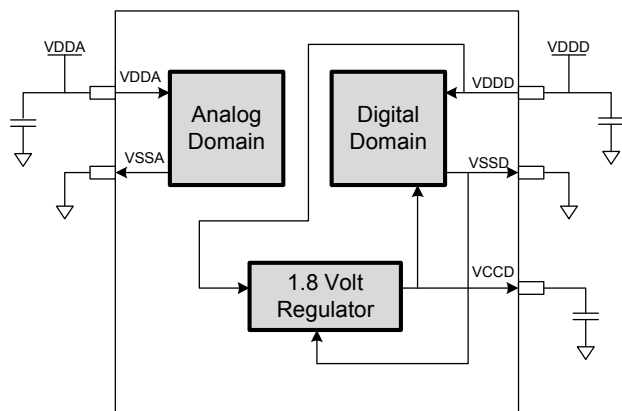 VDDA
VDDD
VDDA
Analog
Domain
Digital
Domain
VDDD
VSSA
VSSD
1.8 Volt
Regulator
VCCD